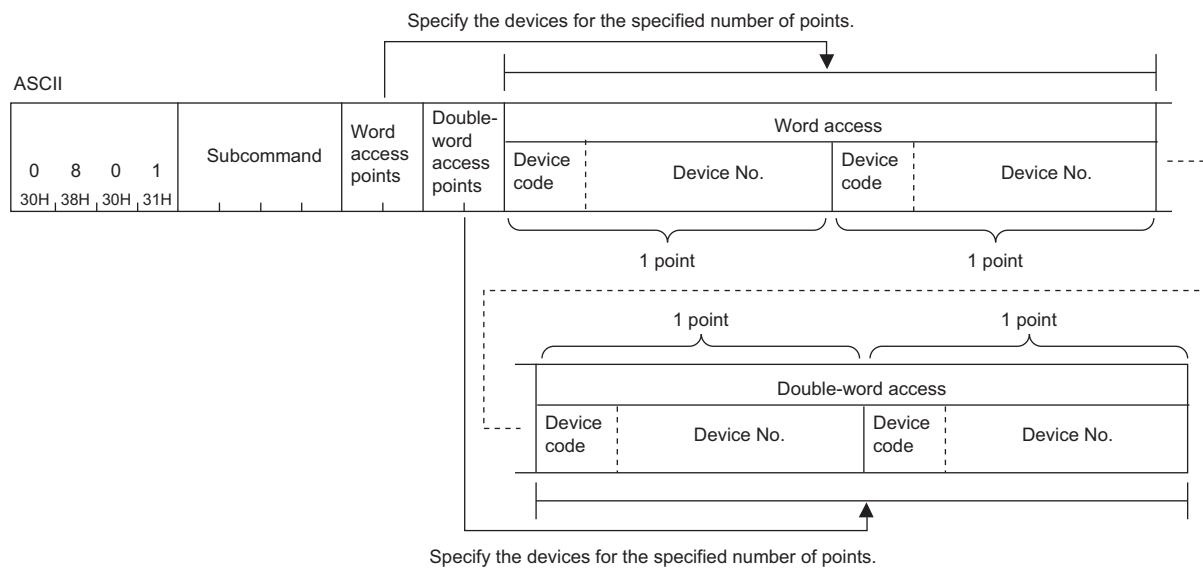 Specify the devices for the specified number of points.
ASCII
0 8 0 1
30H 38H 30H 31H
Subcommand
Word
access
points
Double-
word
access
points
Word access
Device
code
Device No.
Device
code
Device No.
1 point
1 point
1 point
1 point
Double-word access
Device
code
Device No.
Device
code
Device No.
Specify the devices for the specified number of points.